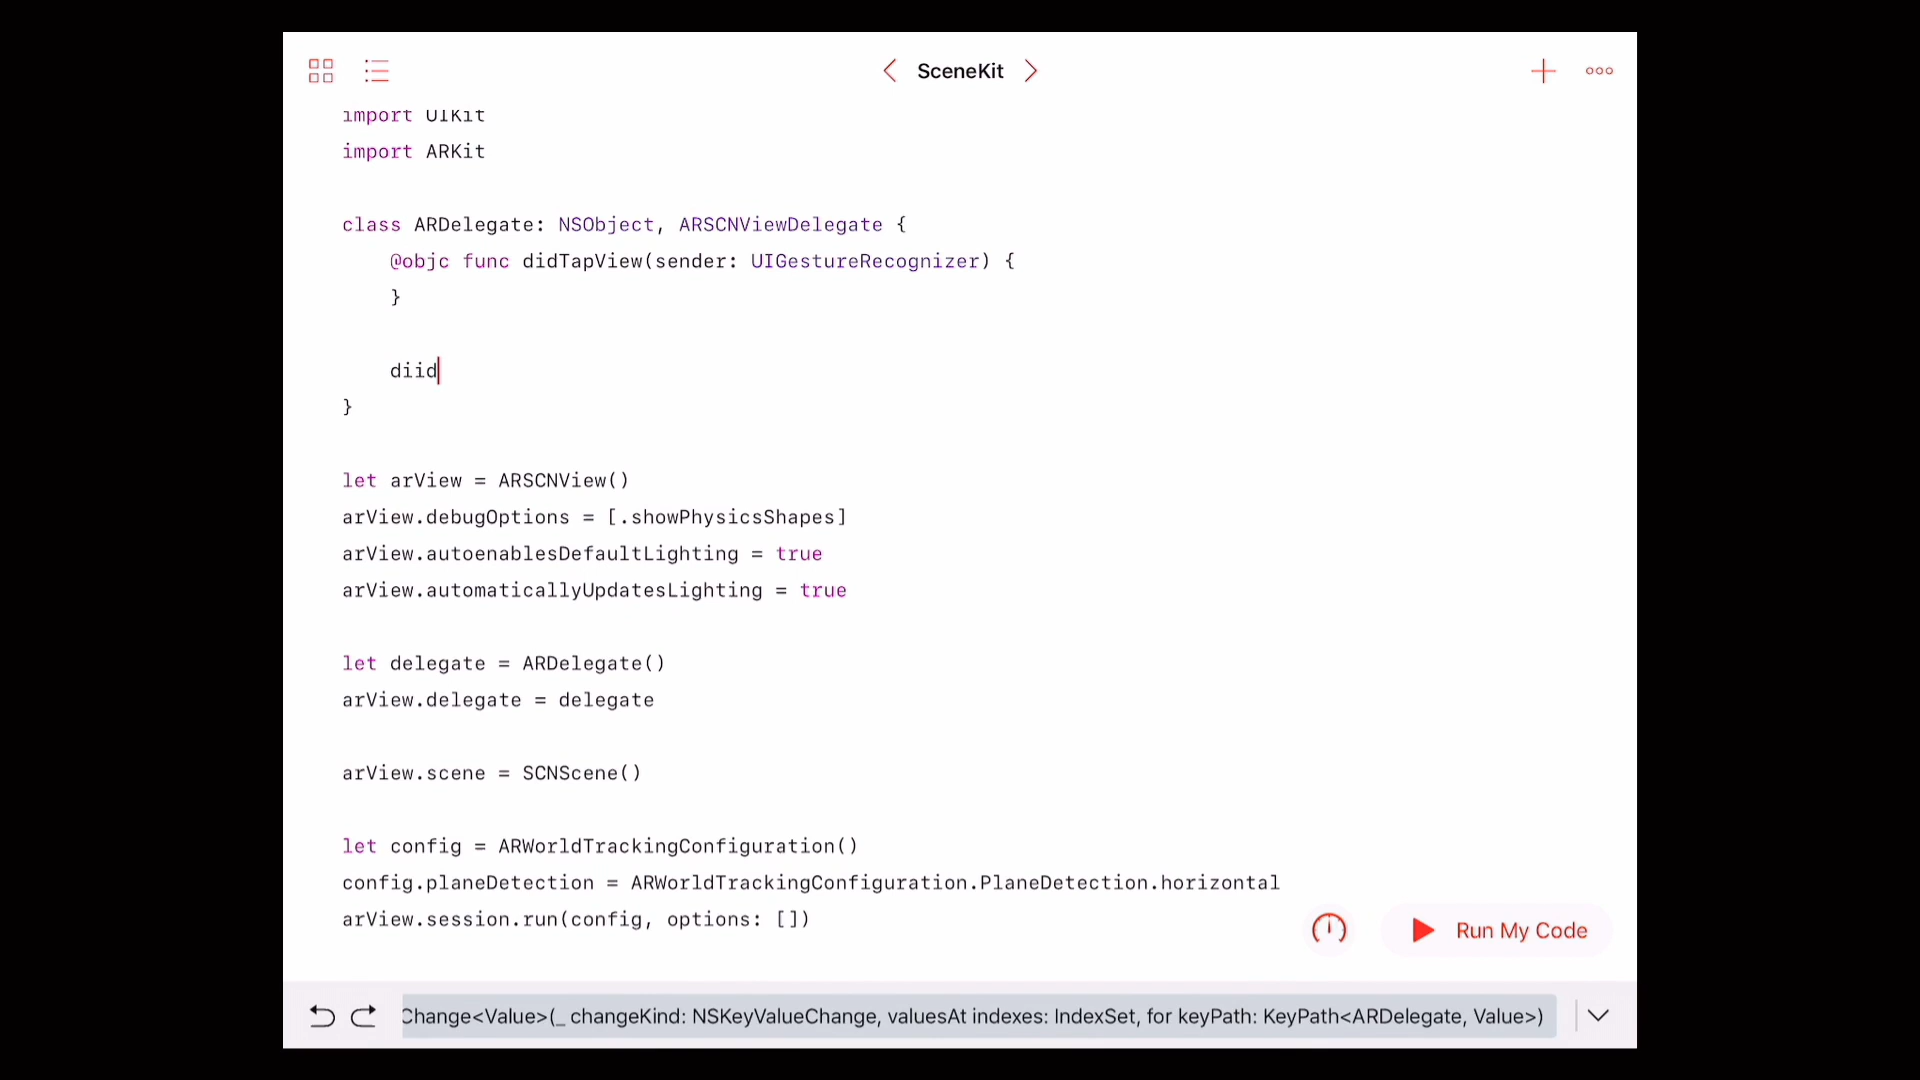 SceneKit
import UIKit
import ARKit
class ARDelegate: NSObject, ARSCNViewDelegate {
@objc func didTapView(sender: UIGestureRecognizer) {
}
diid
}
let arView = ARSCNView()
arView.debugOptions = [.showPhysicsShapes]
arView.autoenablesDefaultLighting = true
arView.automaticallyUpdatesLighting = true
let delegate = ARDelegate()
arView.delegate = delegate
arView.scene = SCNScene()
let config = ARWorldTrackingConfiguration()
config.planeDetection = ARWorldTrackingConfiguration.PlaneDetection.horizontal
arView.session.run(config, options: [])
Run My Code
Change<Value>(_ changeKind: NSKeyValueChange, valuesAt indexes: IndexSet, for keyPath: KeyPath<ARDelegate, Value>)